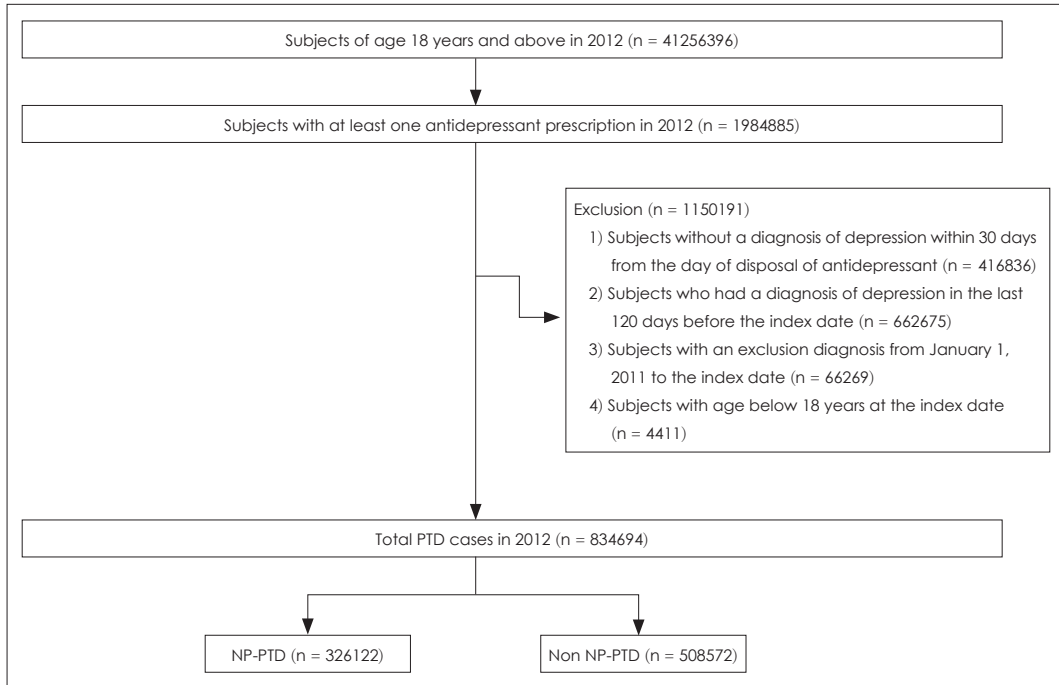 Subjects of age 18 years and above in 2012 (n = 41256396)
Subjects with at least one antidepressant prescription in 2012 (n = 1984885)
Exclusion (n = 1150191)
1) Subjects without a diagnosis of depression within 30 days
from the day of disposal of antidepressant (n = 416836)
2) Subjects who had a diagnosis of depression in the last
120 days before the index date (n = 662675)
3) Subjects with an exclusion diagnosis from January 1,
2011 to the index date (n = 66269)
4) Subjects with age below 18 years at the index date
(n = 4411)
Total PTD cases in 2012 (n = 834694)
NP-PTD (n = 326122)
Non NP-PTD (n = 508572)